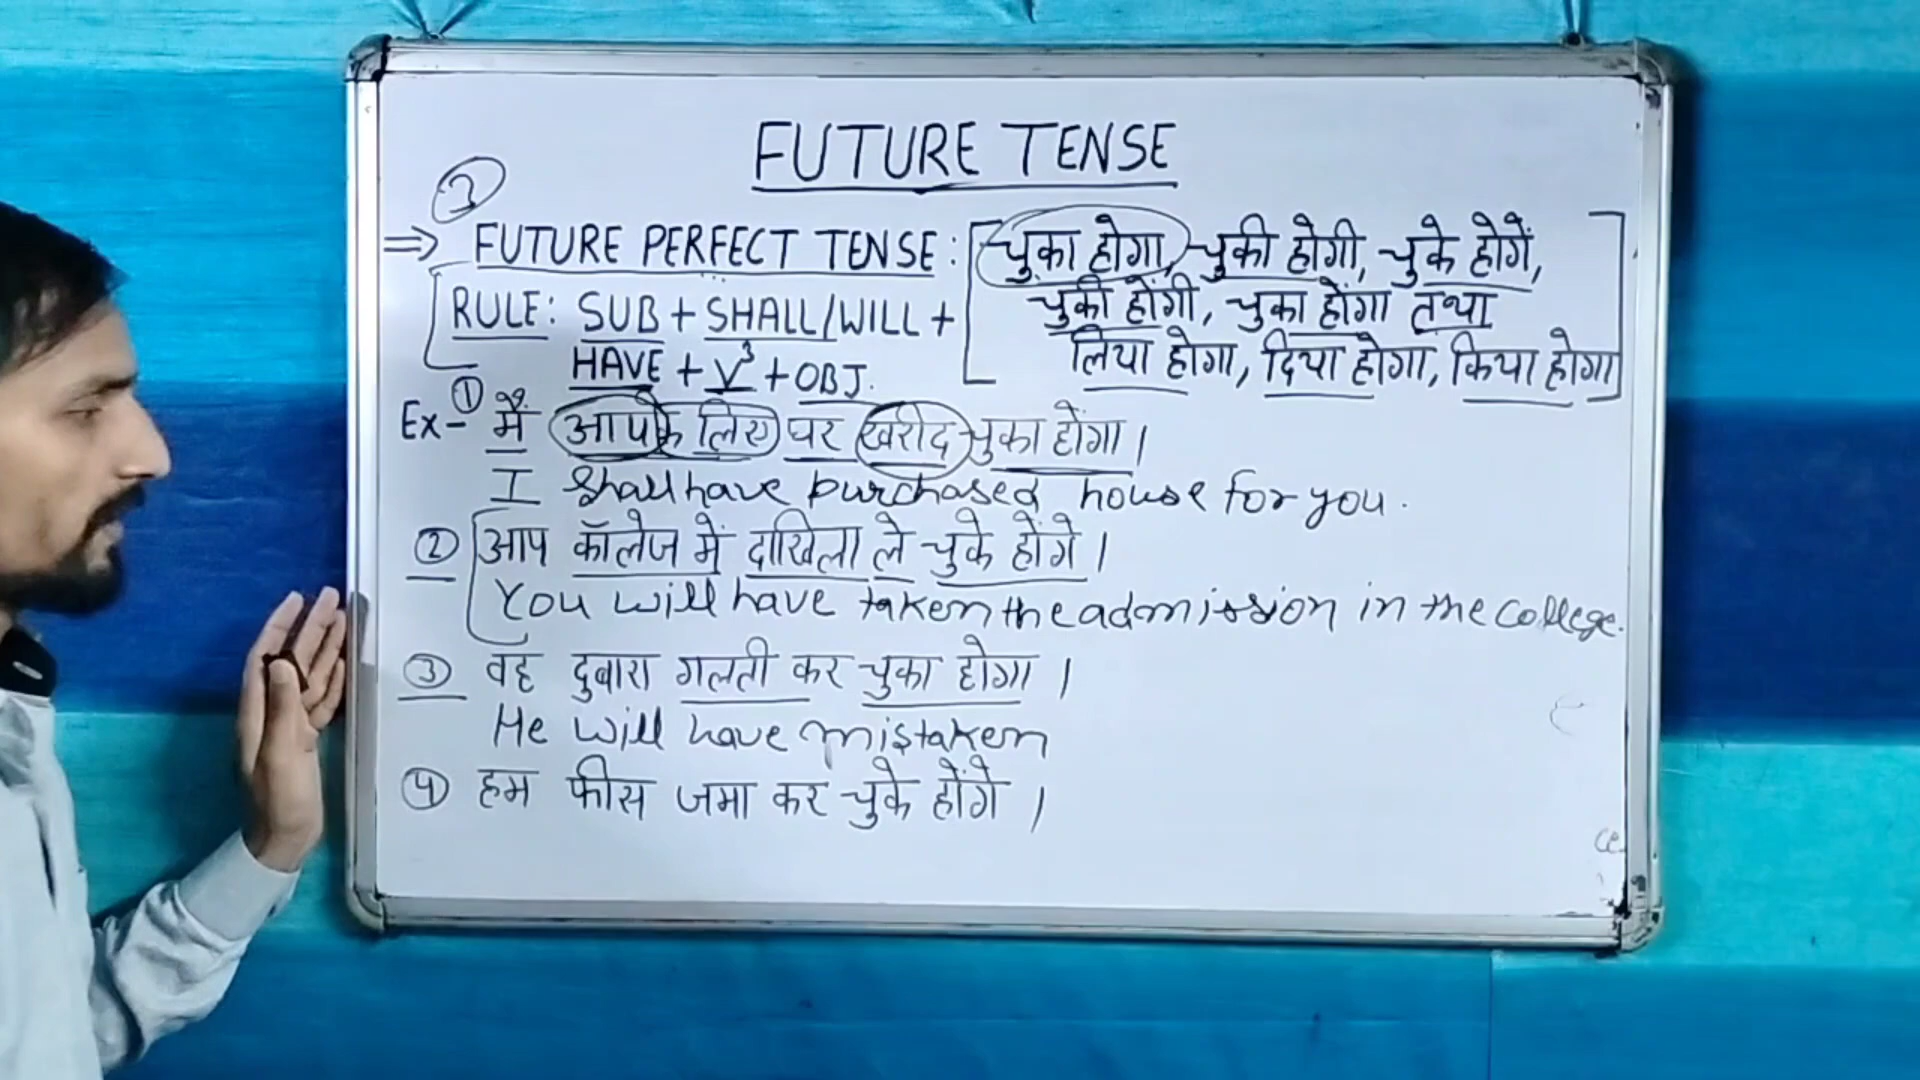 FUTURE TENSE
⇒ FUTURE PERFECT TENSE: [चुका होगा, चुकी होगी, चुके होगें,
चुकी होंगी, चुका होंगा तथा
लिया होगा, दिया होगा, किया होगा]
RULE: SUB + SHALL/WILL +
HAVE + V³ + OBJ.
Ex- ① मैं आपके लिए घर खरीद चुका होंगा।
I Shall have purchased house for you.
② आप कॉलेज में दाखिला ले चुके होंगे।
You will have taken the admission in the college.
③ वह दुबारा गलती कर चुका होगा।
He will have mistaken
④ हम फीस जमा कर चुके होंगे।